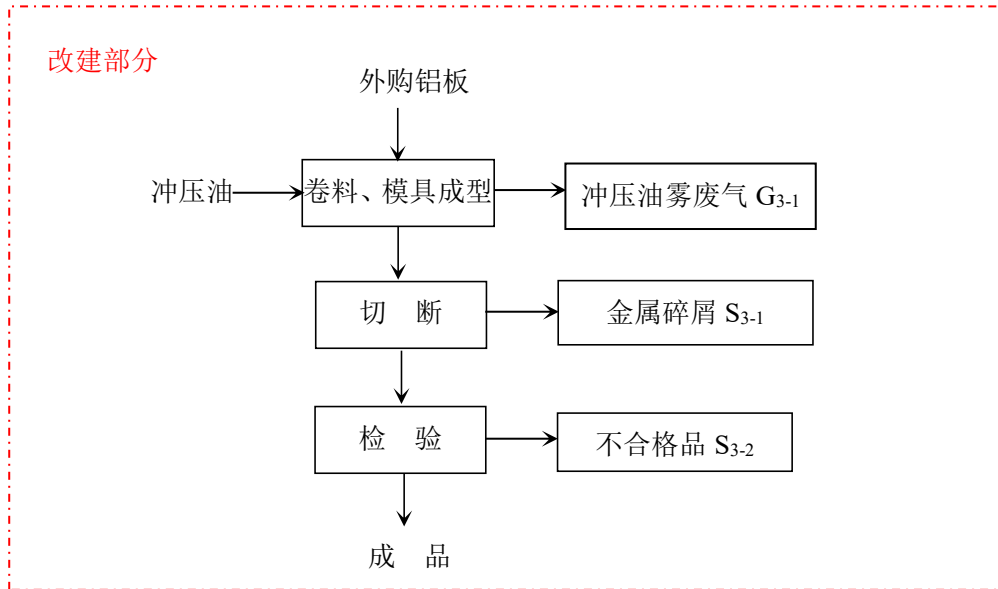 改建部分
外购铝板
冲压油
卷料、模具成型
冲压油雾废气 G3-1
切 断
金属碎屑 S3-1
检 验
不合格品 S3-2
成 品